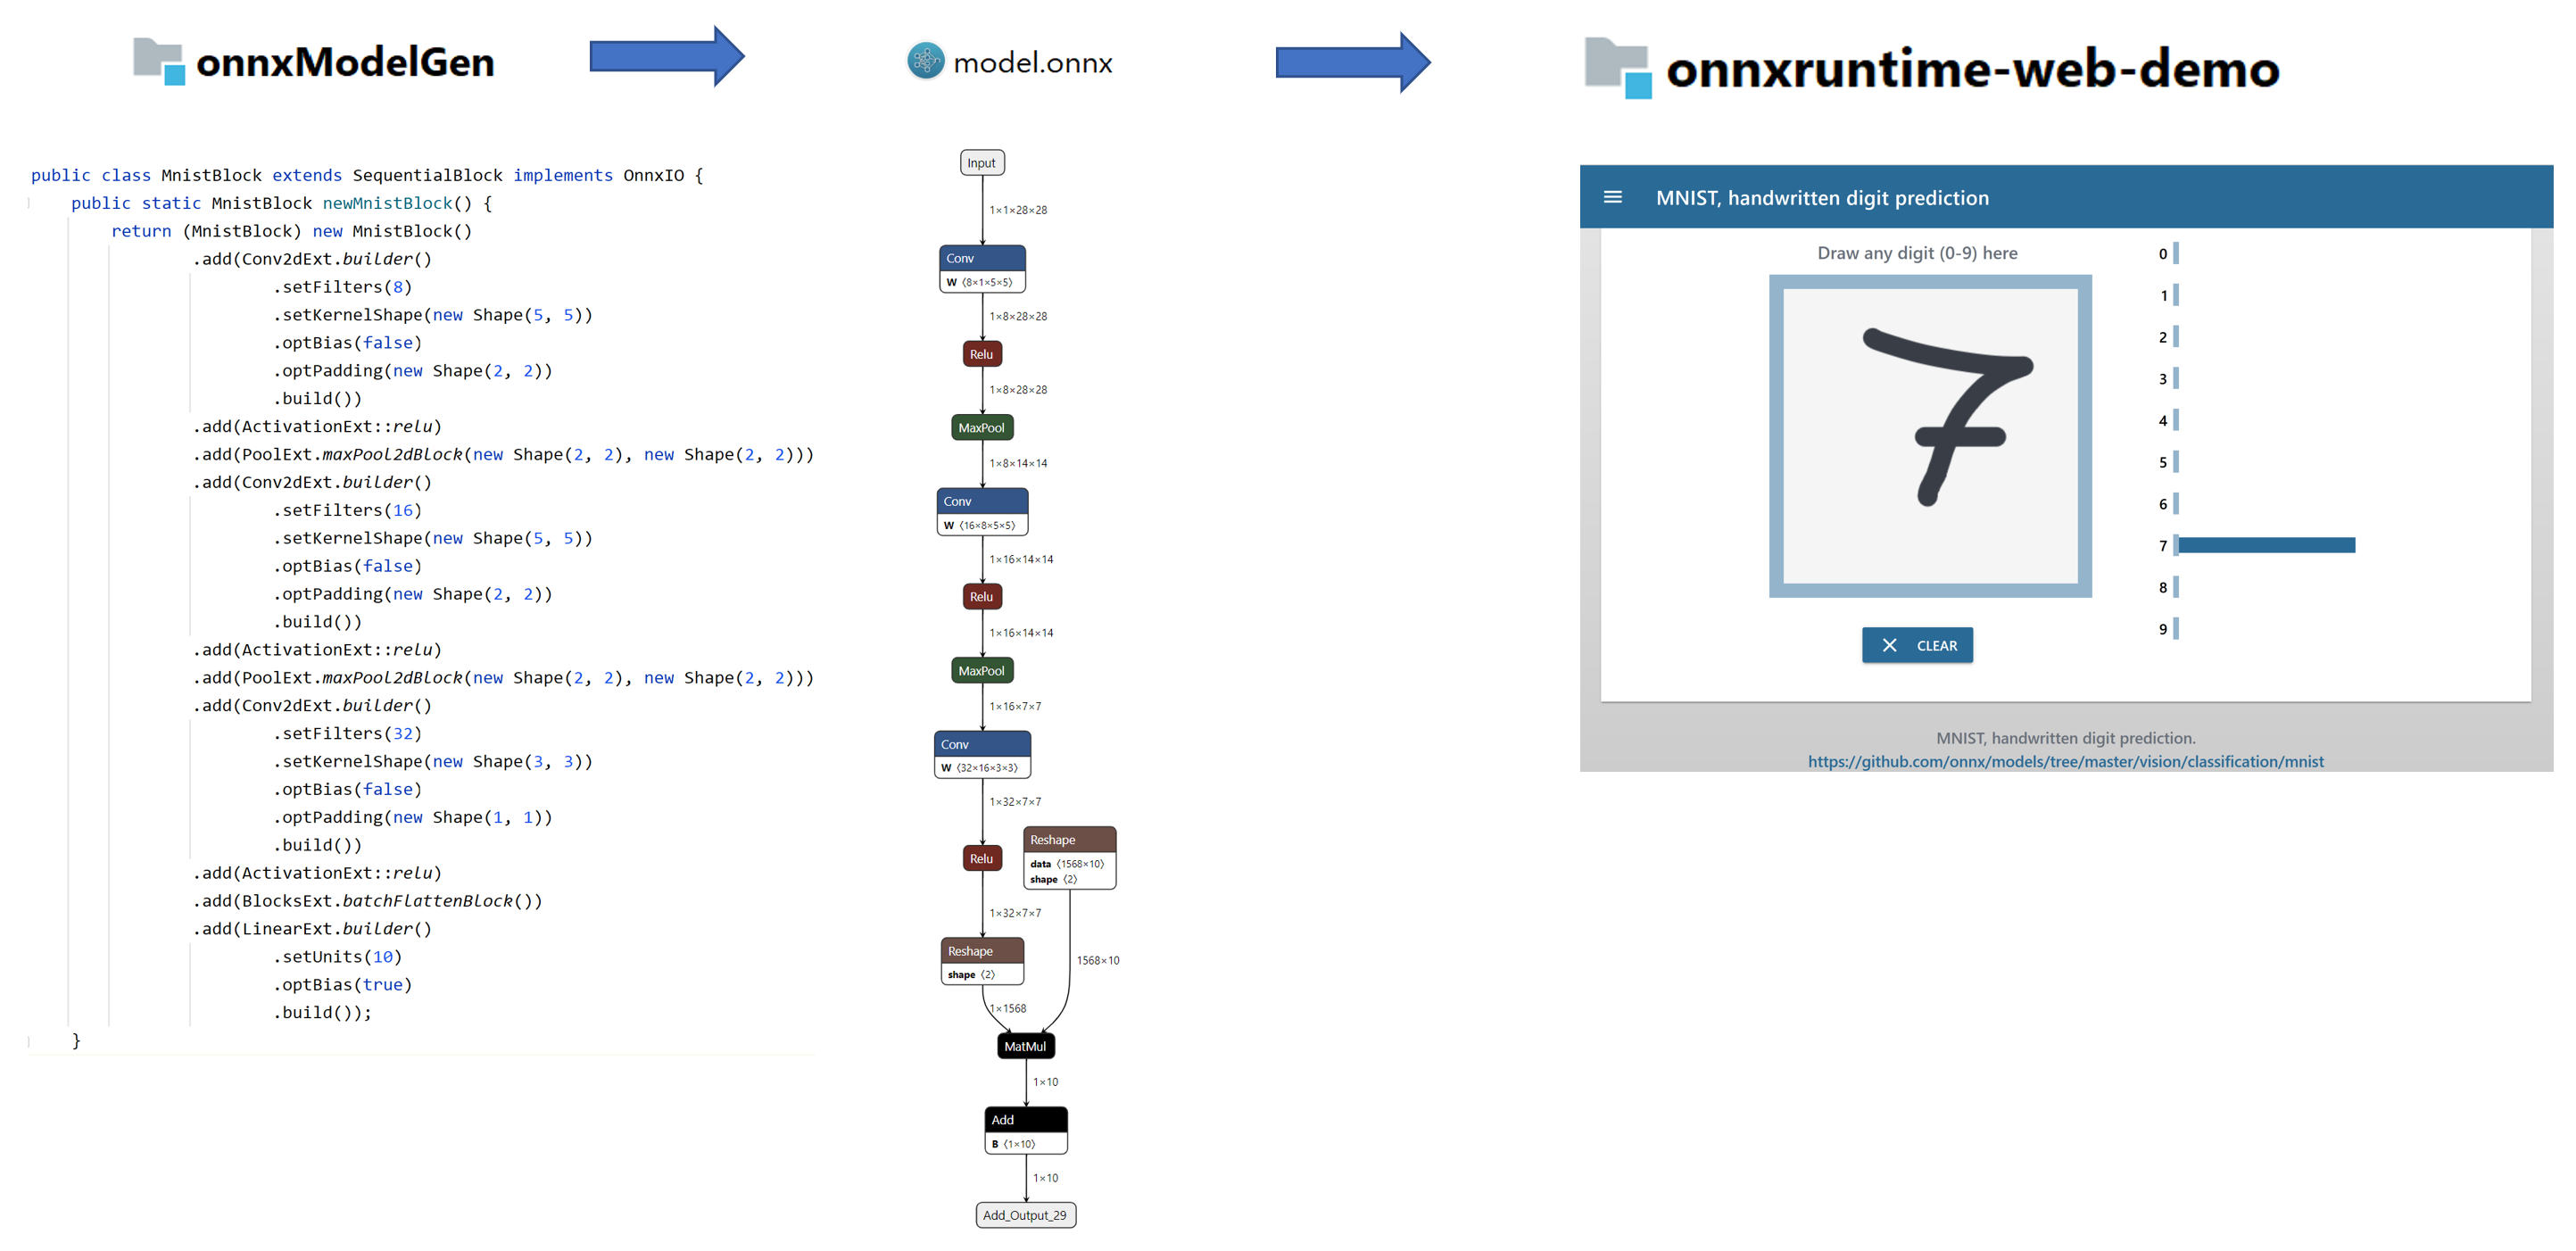 onnxModelGen
model.onnx
onnxruntime-web-demo
public class MnistBlock extends SequentialBlock implements OnnxIO {
public static MnistBlock newMnistBlock() {
return (MnistBlock) new MnistBlock()
.add(Conv2dExt.builder()
.setFilters(8)
.setKernelShape(new Shape(5, 5))
.optBias(false)
.optPadding(new Shape(2, 2))
.build())
.add(ActivationExt::relu)
.add(PoolExt.maxPool2dBlock(new Shape(2, 2), new Shape(2, 2)))
.add(Conv2dExt.builder()
.setFilters(16)
.setKernelShape(new Shape(5, 5))
.optBias(false)
.optPadding(new Shape(2, 2))
.build())
.add(ActivationExt::relu)
.add(PoolExt.maxPool2dBlock(new Shape(2, 2), new Shape(2, 2)))
.add(Conv2dExt.builder()
.setFilters(32)
.setKernelShape(new Shape(3, 3))
.optBias(false)
.optPadding(new Shape(1, 1))
.build())
.add(ActivationExt::relu)
.add(BlocksExt.batchFlattenBlock())
.add(LinearExt.builder()
.setUnits(10)
.optBias(true)
.build());
}
Input
1×1×28×28
Conv
W ⟨8×1×5×5⟩
1×8×28×28
Relu
1×8×28×28
MaxPool
1×8×14×14
Conv
W ⟨16×8×5×5⟩
1×16×14×14
Relu
1×16×14×14
MaxPool
1×16×7×7
Conv
W ⟨32×16×3×3⟩
1×32×7×7
Relu
Reshape
data ⟨1568×10⟩
shape ⟨2⟩
1×32×7×7
Reshape
shape ⟨2⟩
1568×10
1×1568
MatMul
1×10
Add
B ⟨1×10⟩
1×10
Add_Output_29
MNIST, handwritten digit prediction
Draw any digit (0-9) here
7
CLEAR
0
1
2
3
4
5
6
7
8
9
MNIST, handwritten digit prediction.
https://github.com/onnx/models/tree/master/vision/classification/mnist